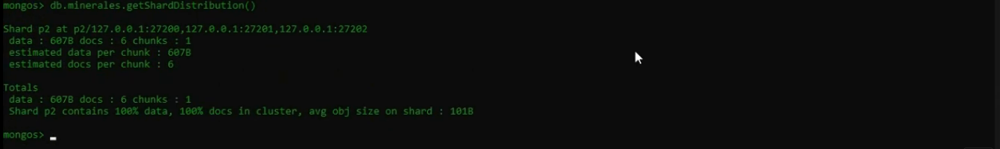 mongos> db.minerales.getShardDistribution()
Shard p2 at p2/127.0.0.1:27200,127.0.0.1:27201,127.0.0.1:27202
data : 607B docs : 6 chunks : 1
estimated data per chunk : 607B
estimated docs per chunk : 6
Totals
data : 607B docs : 6 chunks : 1
Shard p2 contains 100% data, 100% docs in cluster, avg obj size on shard : 101B
mongos>